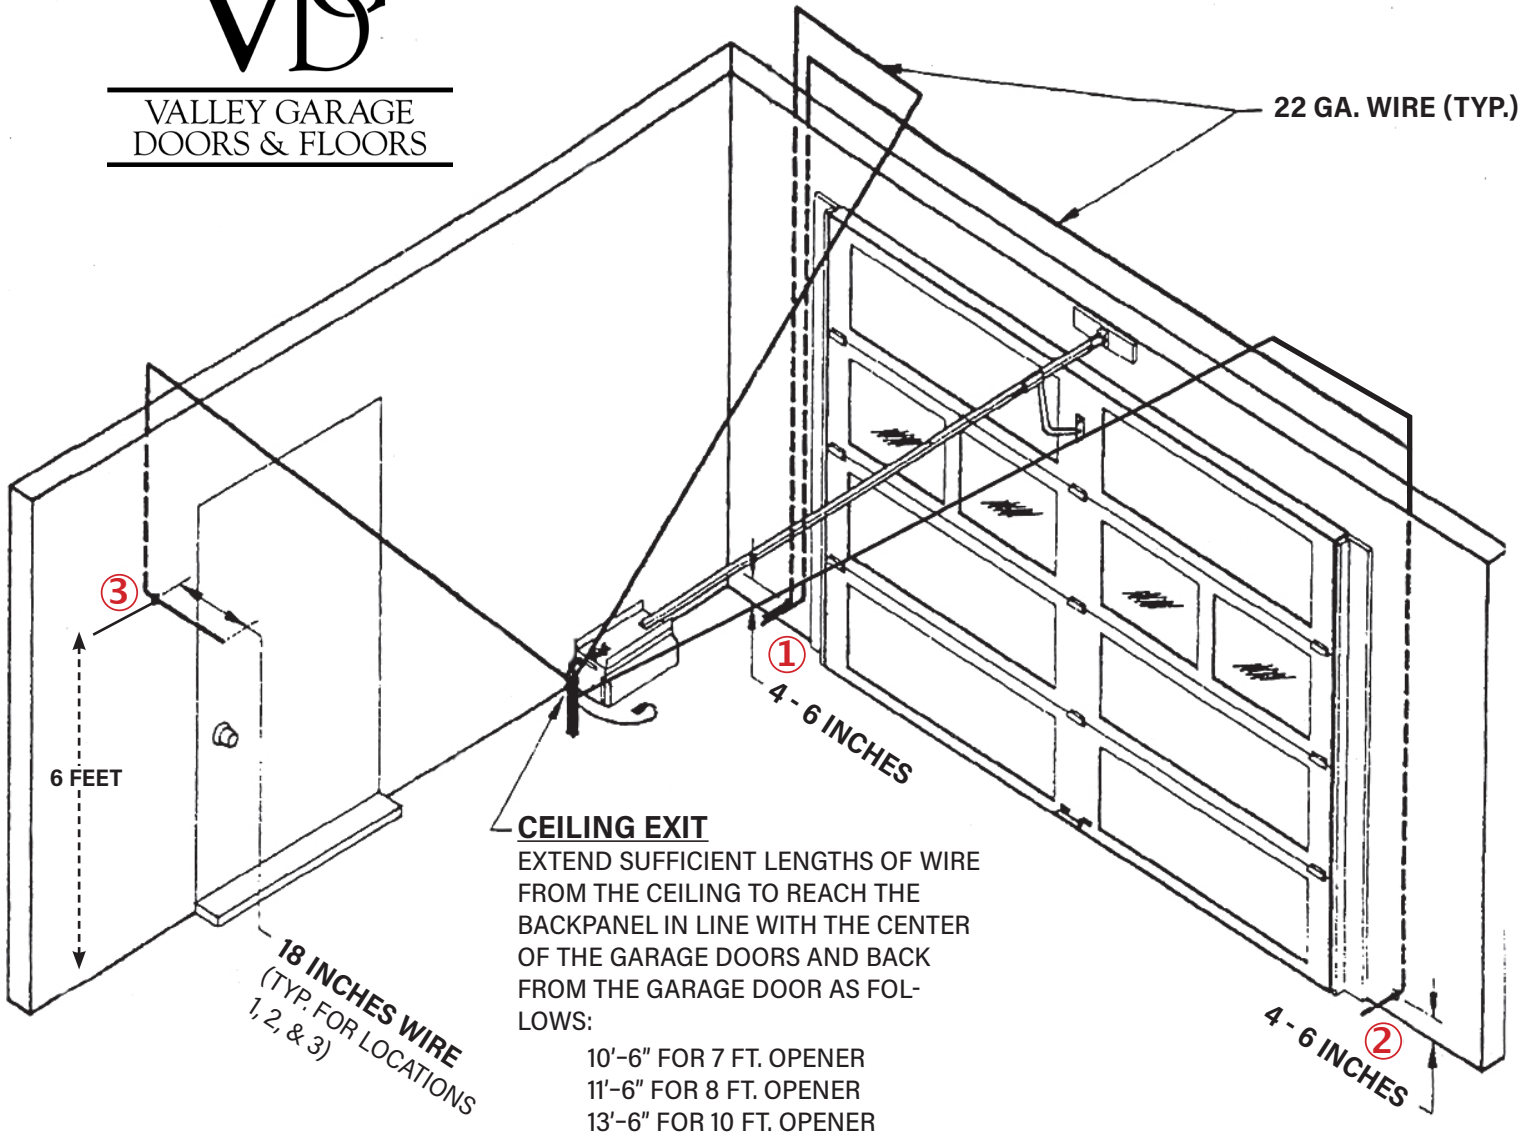 VDG
VALLEY GARAGE
DOORS & FLOORS
22 GA. WIRE (TYP.)
③
①
4 - 6 INCHES
6 FEET
18 INCHES WIRE
(TYP. FOR LOCATIONS
1, 2, & 3)
CEILING EXIT
EXTEND SUFFICIENT LENGTHS OF WIRE
FROM THE CEILING TO REACH THE
BACKPANEL IN LINE WITH THE CENTER
OF THE GARAGE DOORS AND BACK
FROM THE GARAGE DOOR AS FOL-
LOWS:
10'–6" FOR 7 FT. OPENER
11'–6" FOR 8 FT. OPENER
13'–6" FOR 10 FT. OPENER
②
4 - 6 INCHES